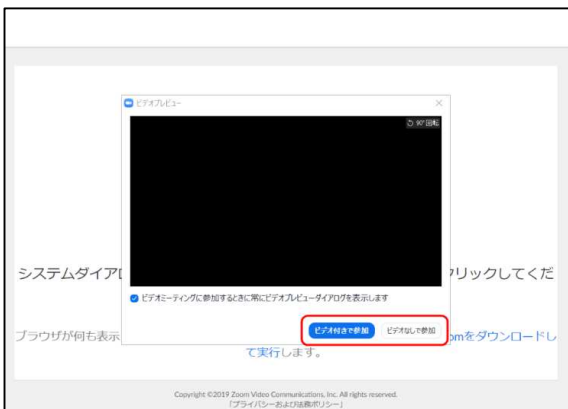 ビデオプレビュー
90°回転
システムダイアロ
クリックしてくだ
ビデオミーティングに参加するときに常にビデオプレビューダイアログを表示します
ビデオ付きで参加
ビデオなしで参加
ブラウザが何も表示
omをダウンロードし
て実行します。
Copyright ©2019 Zoom Video Communications, Inc. All rights reserved.
「プライバシーおよび法務ポリシー」